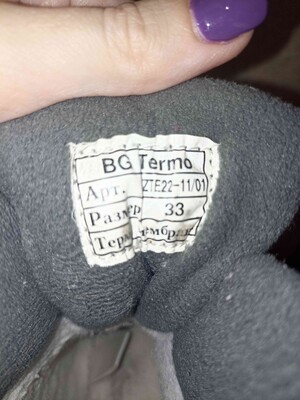 BG Termo
Арт. ZTE22-11/01
Размер 33